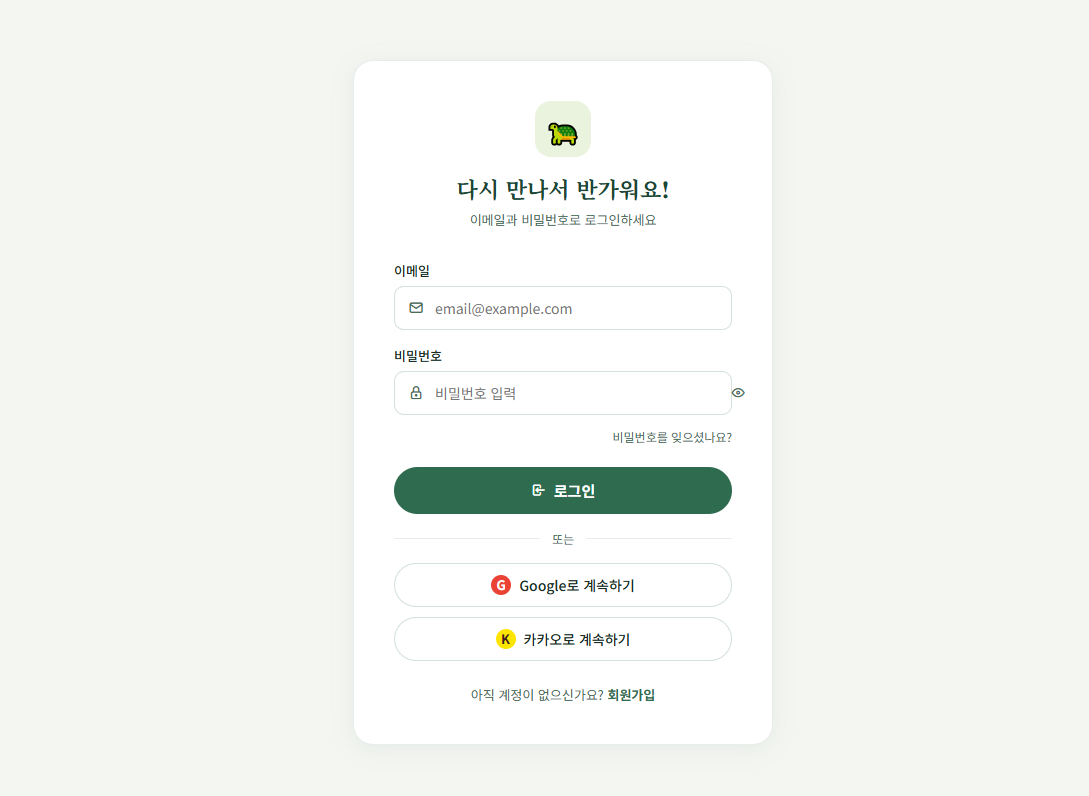 다시 만나서 반가워요!
이메일과 비밀번호로 로그인하세요
이메일
email@example.com
비밀번호
비밀번호 입력
비밀번호를 잊으셨나요?
로그인
또는
G Google로 계속하기
K 카카오로 계속하기
아직 계정이 없으신가요? 회원가입